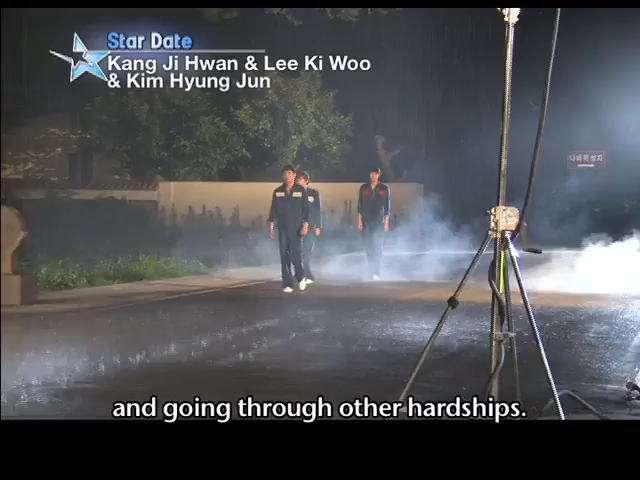 Star Date
Kang Ji Hwan & Lee Ki Woo
& Kim Hyung Jun
and going through other hardships.